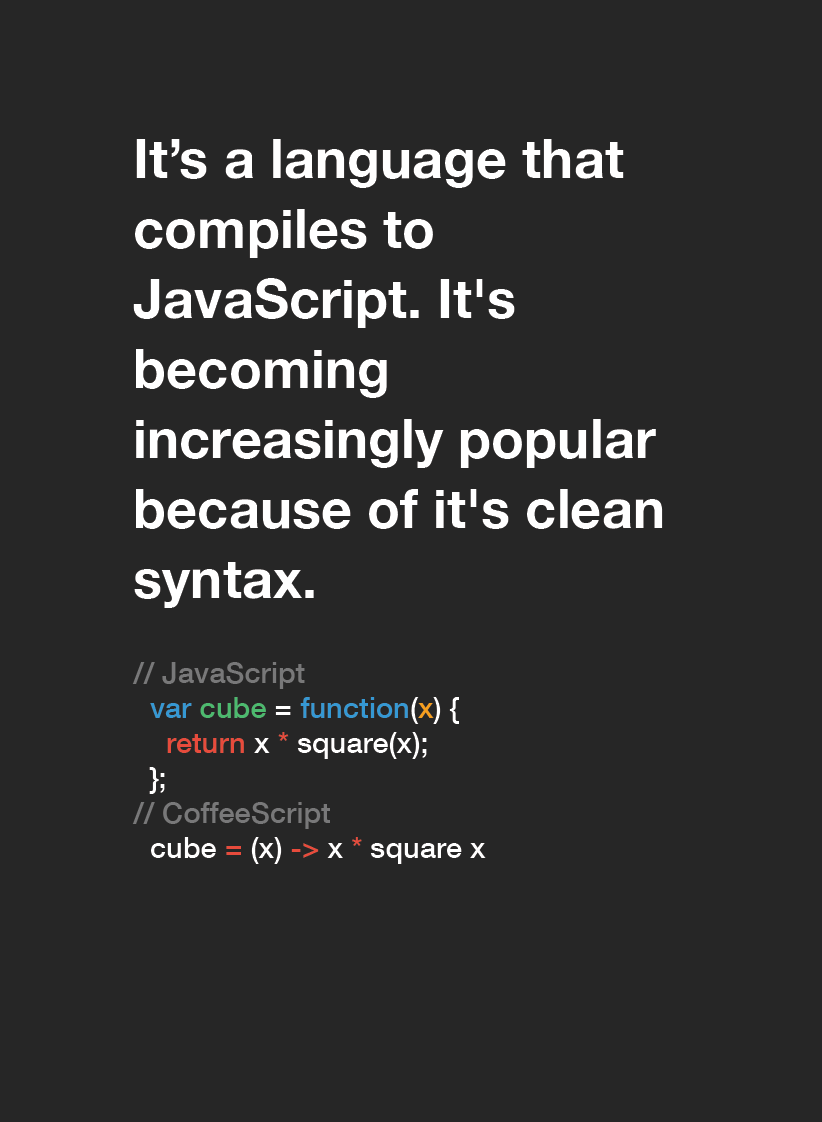 It’s a language that
compiles to
JavaScript. It's
becoming
increasingly popular
because of it's clean
syntax.
// JavaScript
var cube = function(x) {
return x * square(x);
};
// CoffeeScript
cube = (x) -> x * square x